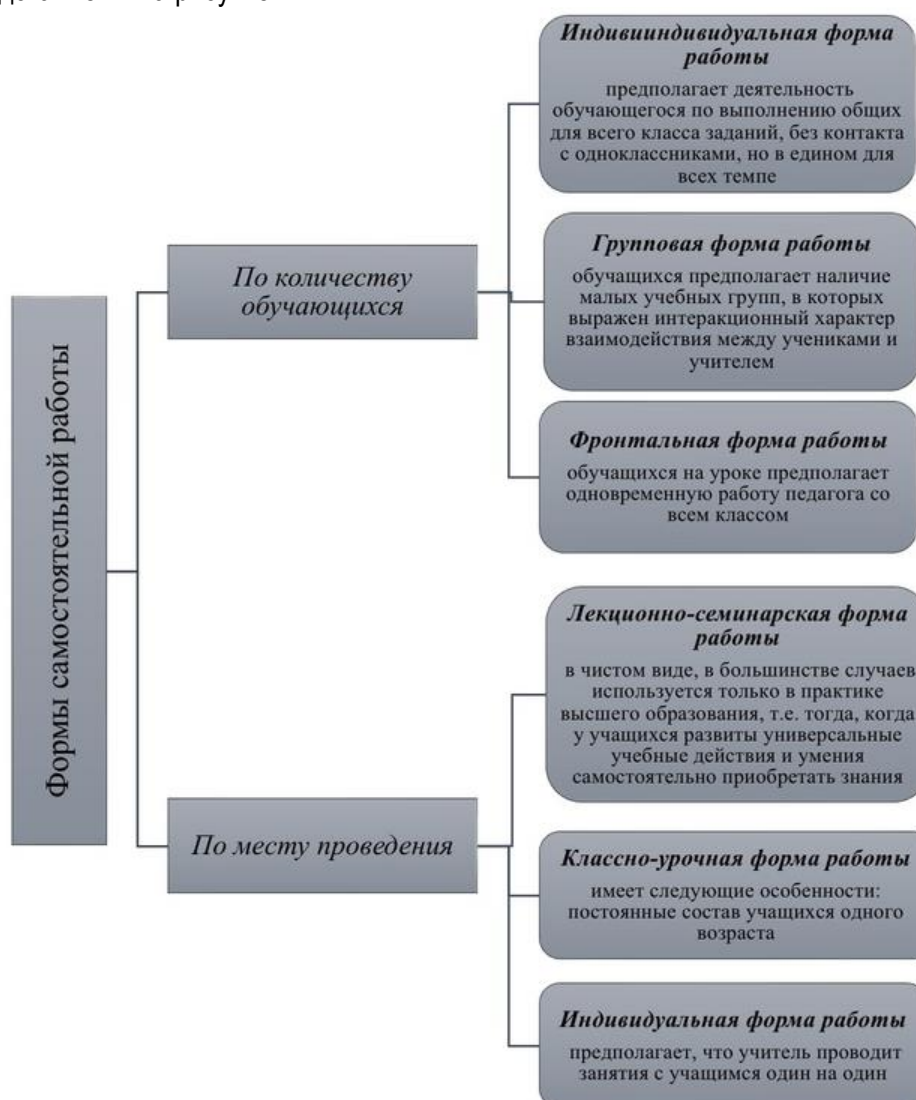 Формы самостоятельной работы
По количеству
обучающихся
Индивииндивидуальная форма
работы
предполагает деятельность
обучающегося по выполнению общих
для всего класса заданий, без контакта
с одноклассниками, но в едином для
всех темпе
Групповая форма работы
обучащихся предполагает наличие
малых учебных групп, в которых
выражен интеракционный характер
взаимодействия между учениками и
учителем
Фронтальная форма работы
обучащихся на уроке предполагает
одновременную работу педагога со
всем классом
По месту проведения
Лекционно-семинарская форма
работы
в чистом виде, в большинстве случаев
используется только в практике
высшего образования, т.е. тогда, когда
у учащихся развиты универсальные
учебные действия и умения
самостоятельно приобретать знания
Классно-урочная форма работы
имеет следующие особенности:
постоянные состав учащихся одного
возраста
Индивидуальная форма работы
предполагает, что учитель проводит
занятия с учащимся один на один